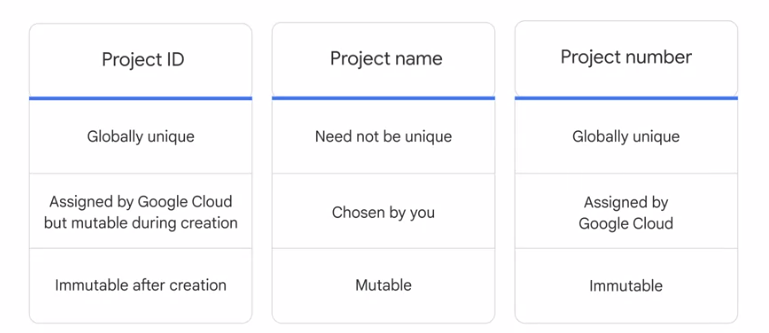 Project ID
Globally unique
Assigned by Google Cloud
but mutable during creation
Immutable after creation
Project name
Need not be unique
Chosen by you
Mutable
Project number
Globally unique
Assigned by
Google Cloud
Immutable